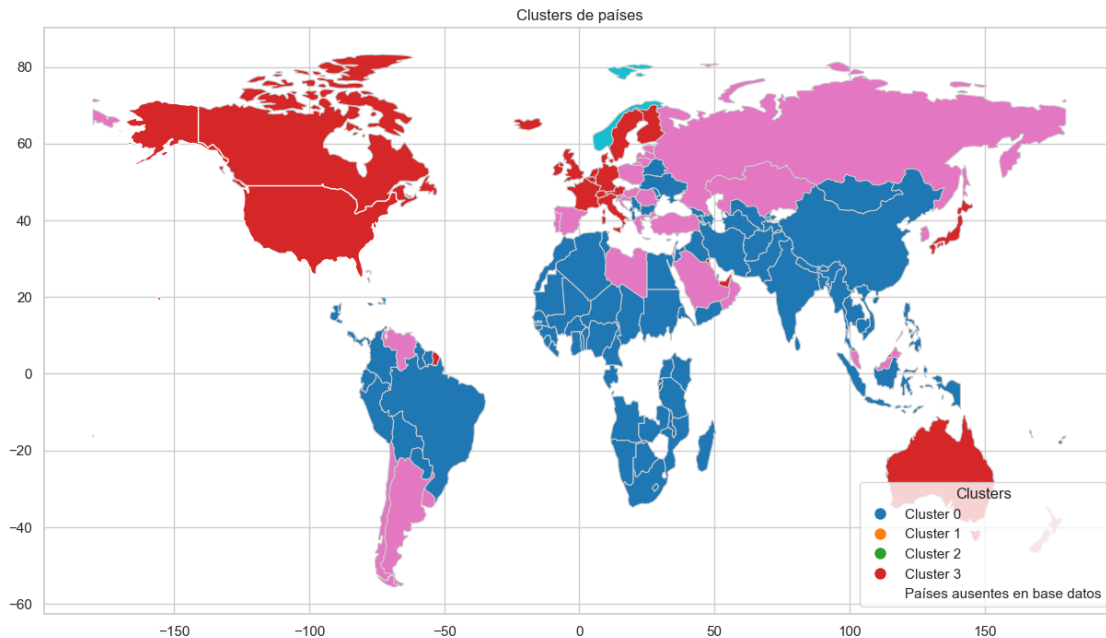 Clusters de países
80
60
40
20
0
−20
−40
−60
−150
−100
−50
0
50
100
150
Clusters
Cluster 0
Cluster 1
Cluster 2
Cluster 3
Países ausentes en base datos